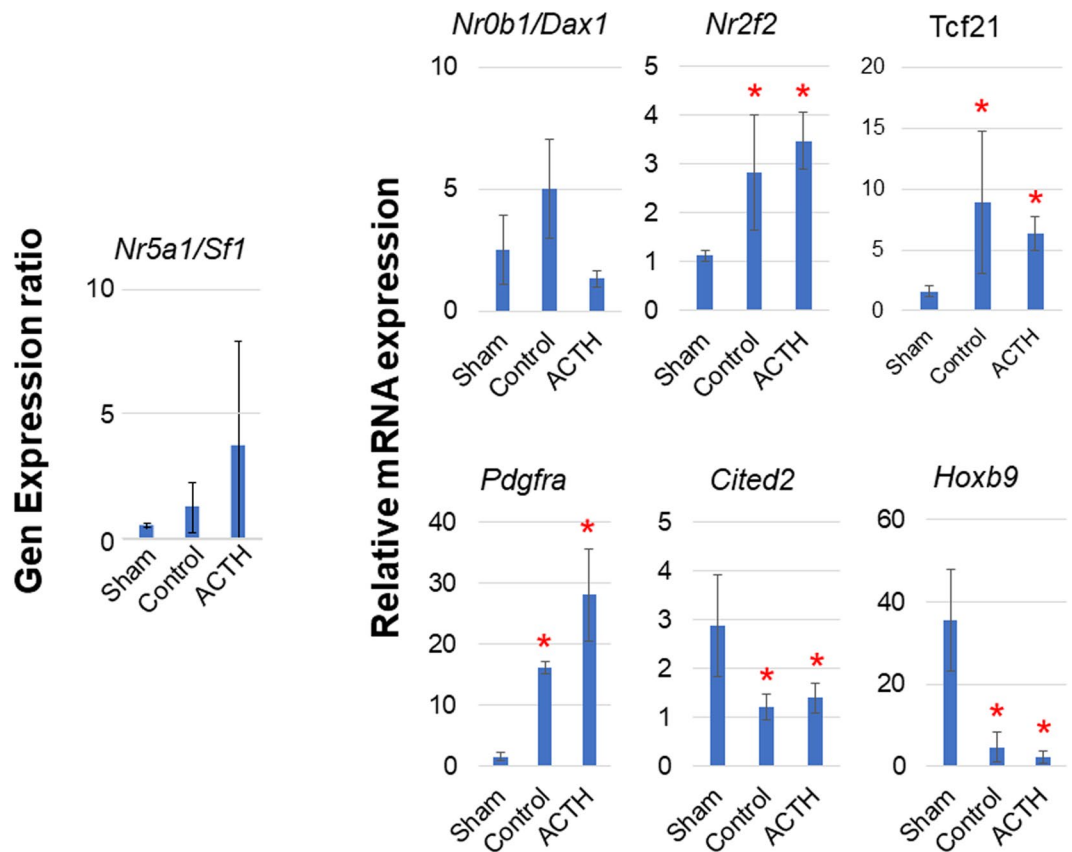 Gen Expression ratio
Nr5a1/Sf1
10
5
0
Sham
Control
ACTH
Relative mRNA expression
Nr0b1/Dax1
10
5
0
Sham
Control
ACTH
Nr2f2
5
4
3
2
1
0
*
*
Sham
Control
ACTH
Tcf21
20
15
10
5
0
*
*
Sham
Control
ACTH
Pdgfra
40
30
20
10
0
*
*
Sham
Control
ACTH
Cited2
5
4
3
2
1
0
*
*
Sham
Control
ACTH
Hoxb9
60
40
20
0
*
*
Sham
Control
ACTH